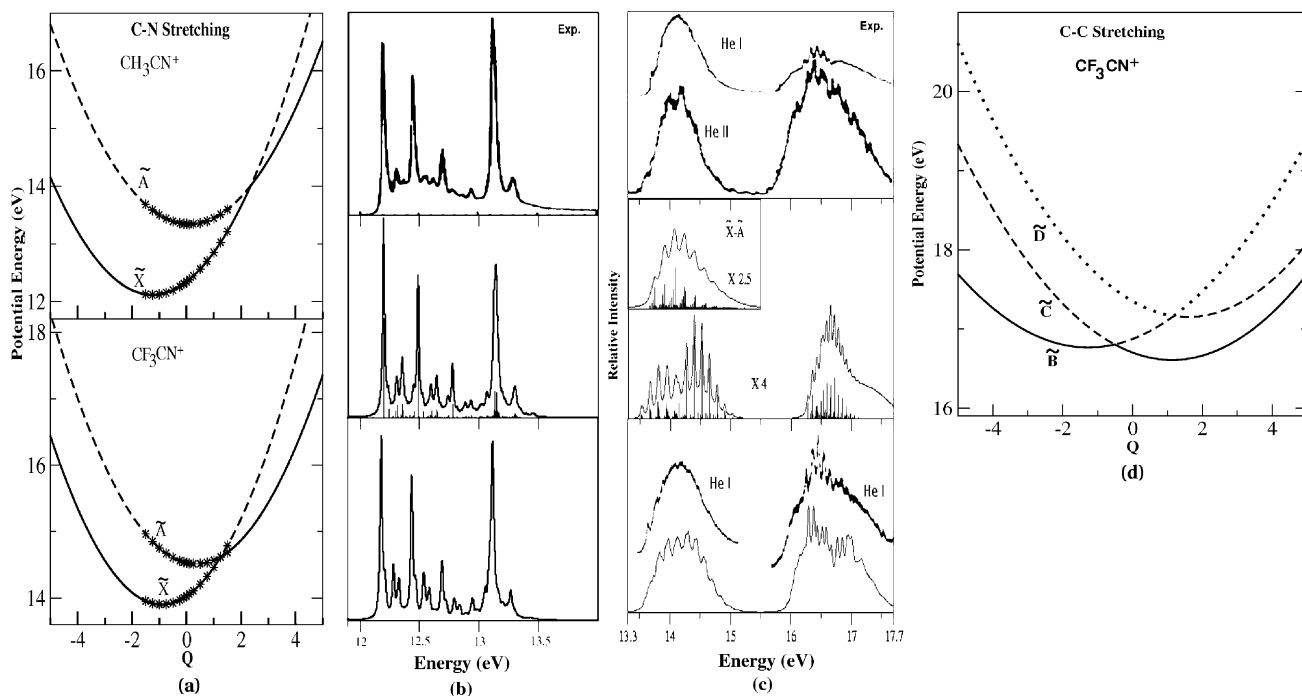 C-N Stretching
CH3CN+
16
14
12
Ã
X̃
Potential Energy (eV)
CF3CN+
18
16
14
Ã
X̃
-4 -2 0 2 4
Q
(a)
Exp.
12 12.5 13 13.5
Energy (eV)
(b)
He I
Exp.
He II
X̃-Ã
X 2.5
Relative Intensity
X 4
He I
He I
13.3 14 15 16 17 17.7
Energy (eV)
(c)
C-C Stretching
CF3CN+
20
18
16
Potential Energy (eV)
D̃
C̃
B̃
-4 -2 0 2 4
Q
(d)